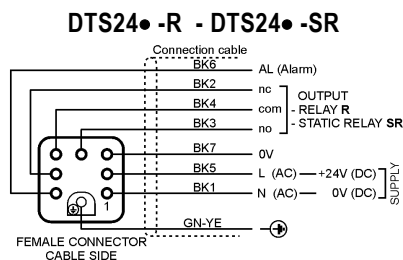 DTS24● -R - DTS24● -SR
Connection cable
BK6 AL (Alarm)
BK2 nc
BK4 com
BK3 no
OUTPUT
- RELAY R
- STATIC RELAY SR
BK7 0V
BK5 L (AC) +24V (DC)
BK1 N (AC) 0V (DC)
SUPPLY
1
GN-YE
FEMALE CONNECTOR
CABLE SIDE